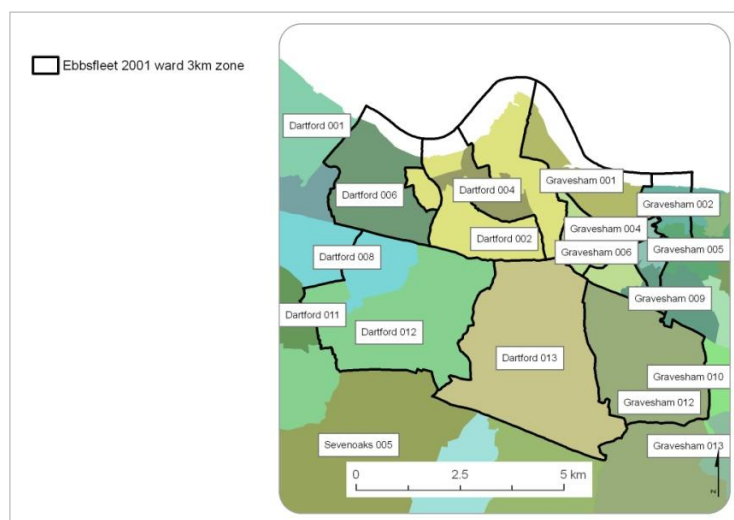 Ebbsfleet 2001 ward 3km zone
Dartford 001
Gravesham 001
Dartford 006
Dartford 004
Gravesham 002
Gravesham 004
Dartford 002
Gravesham 006
Gravesham 005
Dartford 008
Gravesham 009
Dartford 011
Dartford 012
Dartford 013
Gravesham 010
Gravesham 012
Sevenoaks 005
Gravesham 013
0 2.5 5 km
N